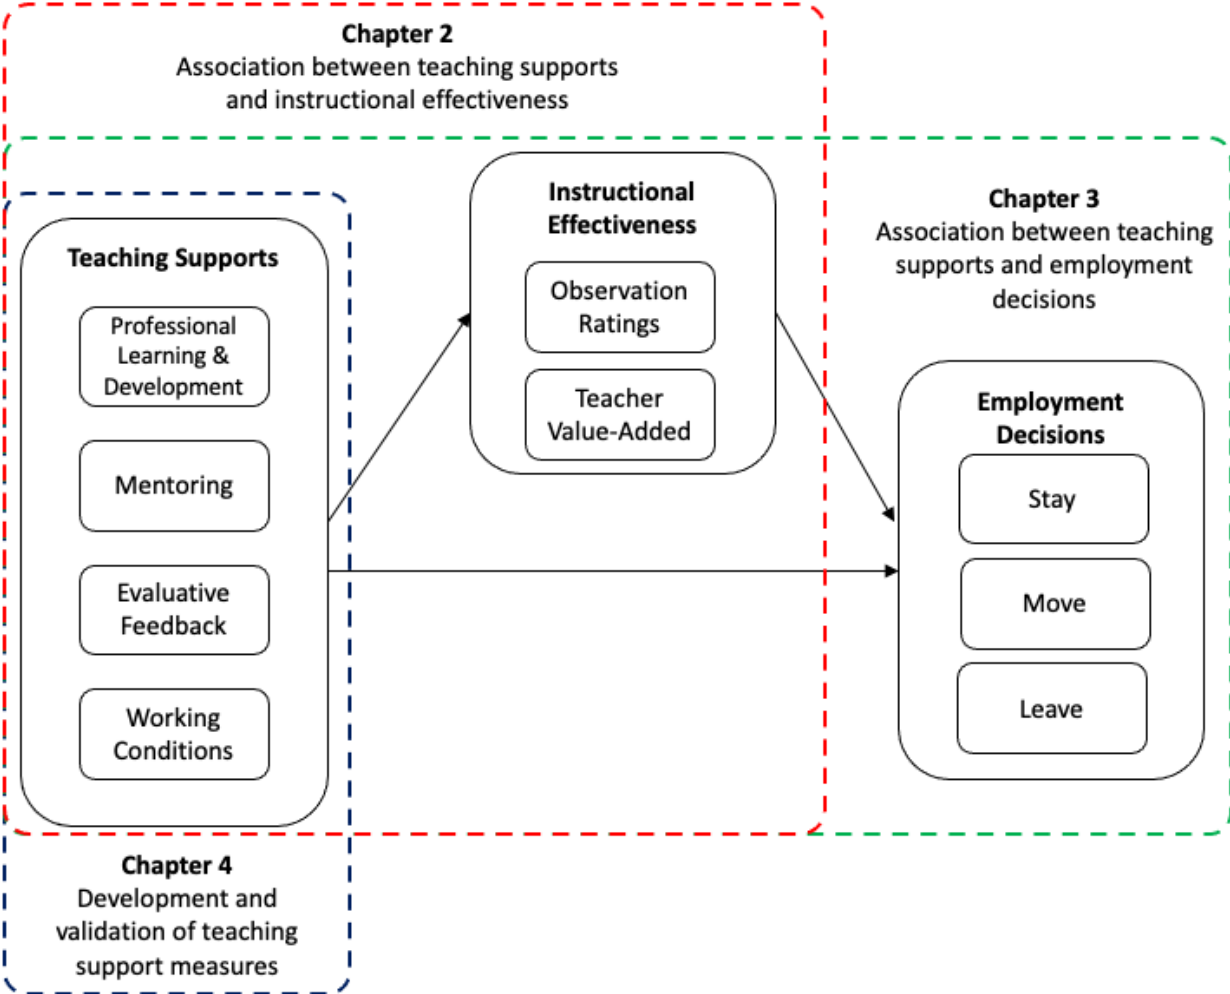 Chapter 2
Association between teaching supports
and instructional effectiveness
Teaching Supports
Professional
Learning &
Development
Mentoring
Evaluative
Feedback
Working
Conditions
Instructional
Effectiveness
Observation
Ratings
Teacher
Value-Added
Chapter 3
Association between teaching
supports and employment
decisions
Employment
Decisions
Stay
Move
Leave
Chapter 4
Development and
validation of teaching
support measures